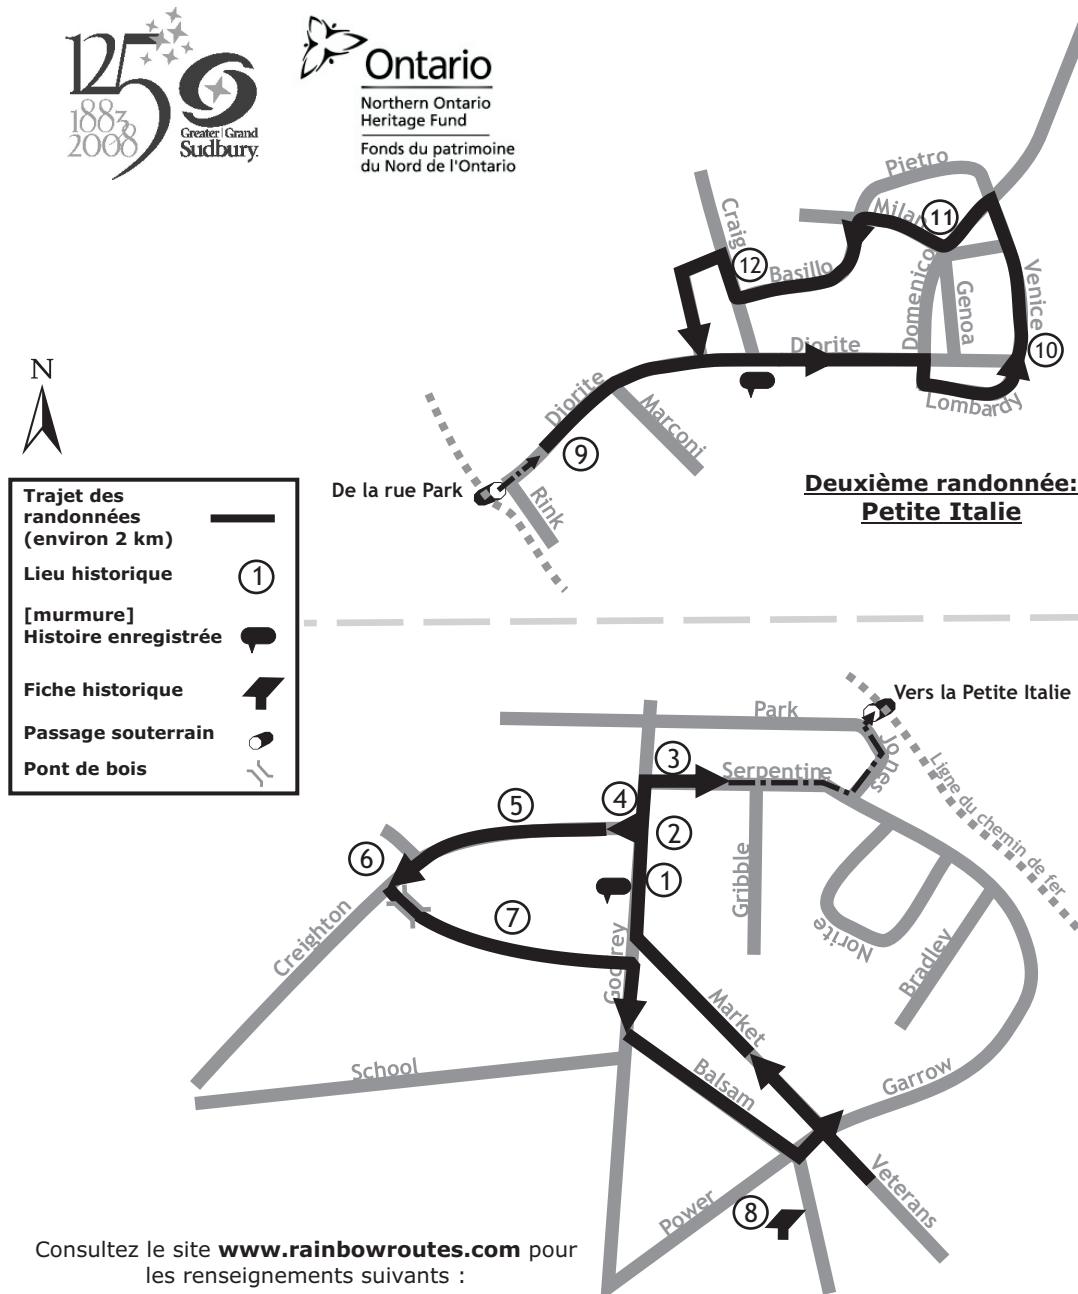 125
1883
2008
Greater | Grand
Sudbury
Ontario
Northern Ontario
Heritage Fund
Fonds du patrimoine
du Nord de l'Ontario
Pietro
Milan
11
Craig
12
Basillo
Domenico
Genoa
Venice
Diorite
10
Lombardy
N
Diorite
Marconi
9
De la rue Park
Rink
Deuxième randonnée:
Petite Italie
Trajet des
randonnées
(environ 2 km)
Lieu historique 1
[murmure]
Histoire enregistrée
Fiche historique
Passage souterrain
Pont de bois
Vers la Petite Italie
Park
Jones
3
Serpentine
Ligne du chemin de fer
5
4
2
6
1
Gribble
7
Creighton
Godfrey
Norite
Bradley
Market
School
Balsam
Garrow
Veterans
Power
8
Consultez le site www.rainbowroutes.com pour
les renseignements suivants :